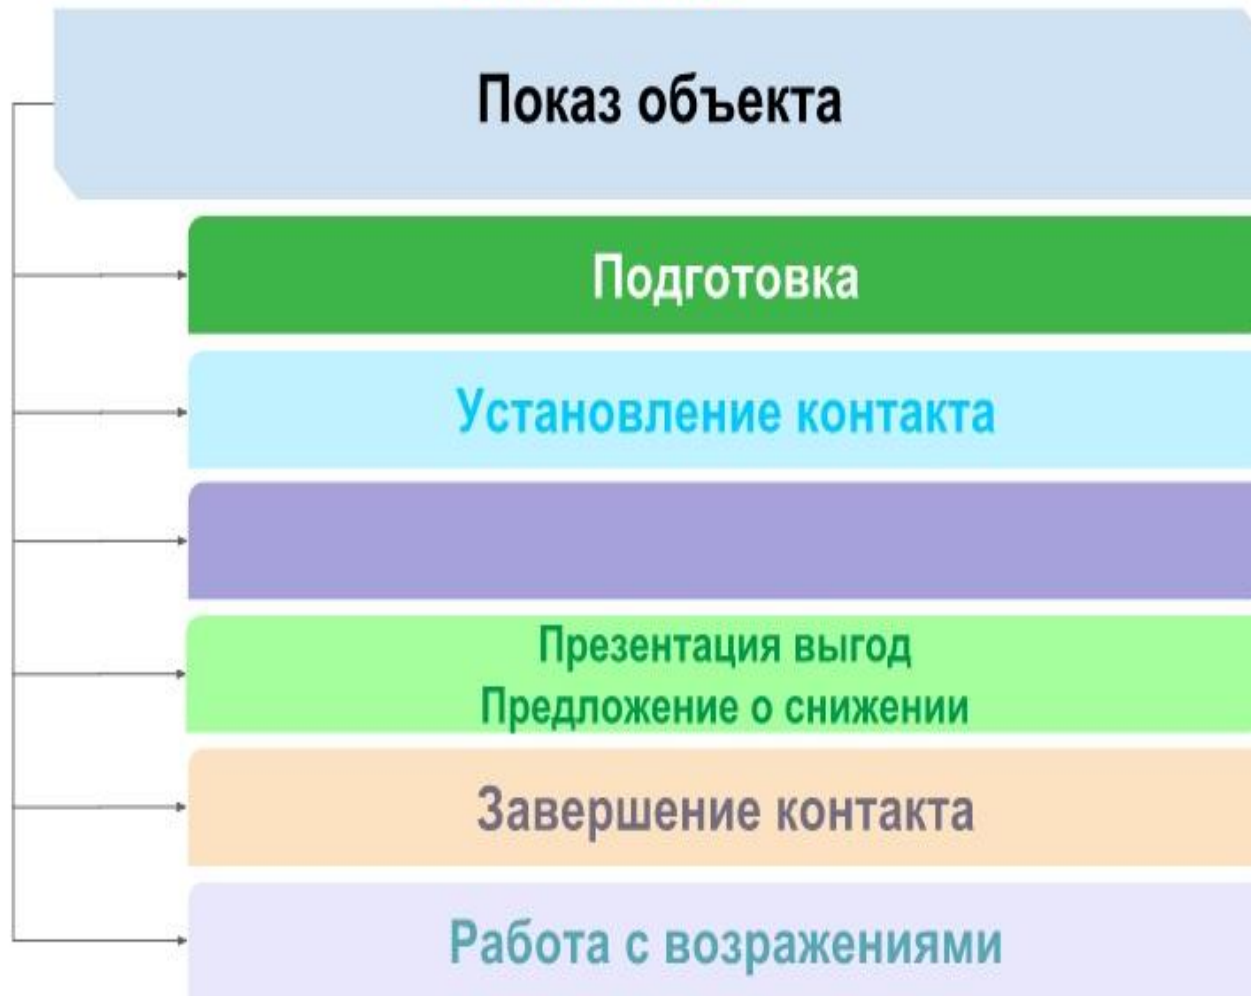 Показ объекта
Подготовка
Установление контакта
Презентация выгод
Предложение о снижении
Завершение контакта
Работа с возражениями